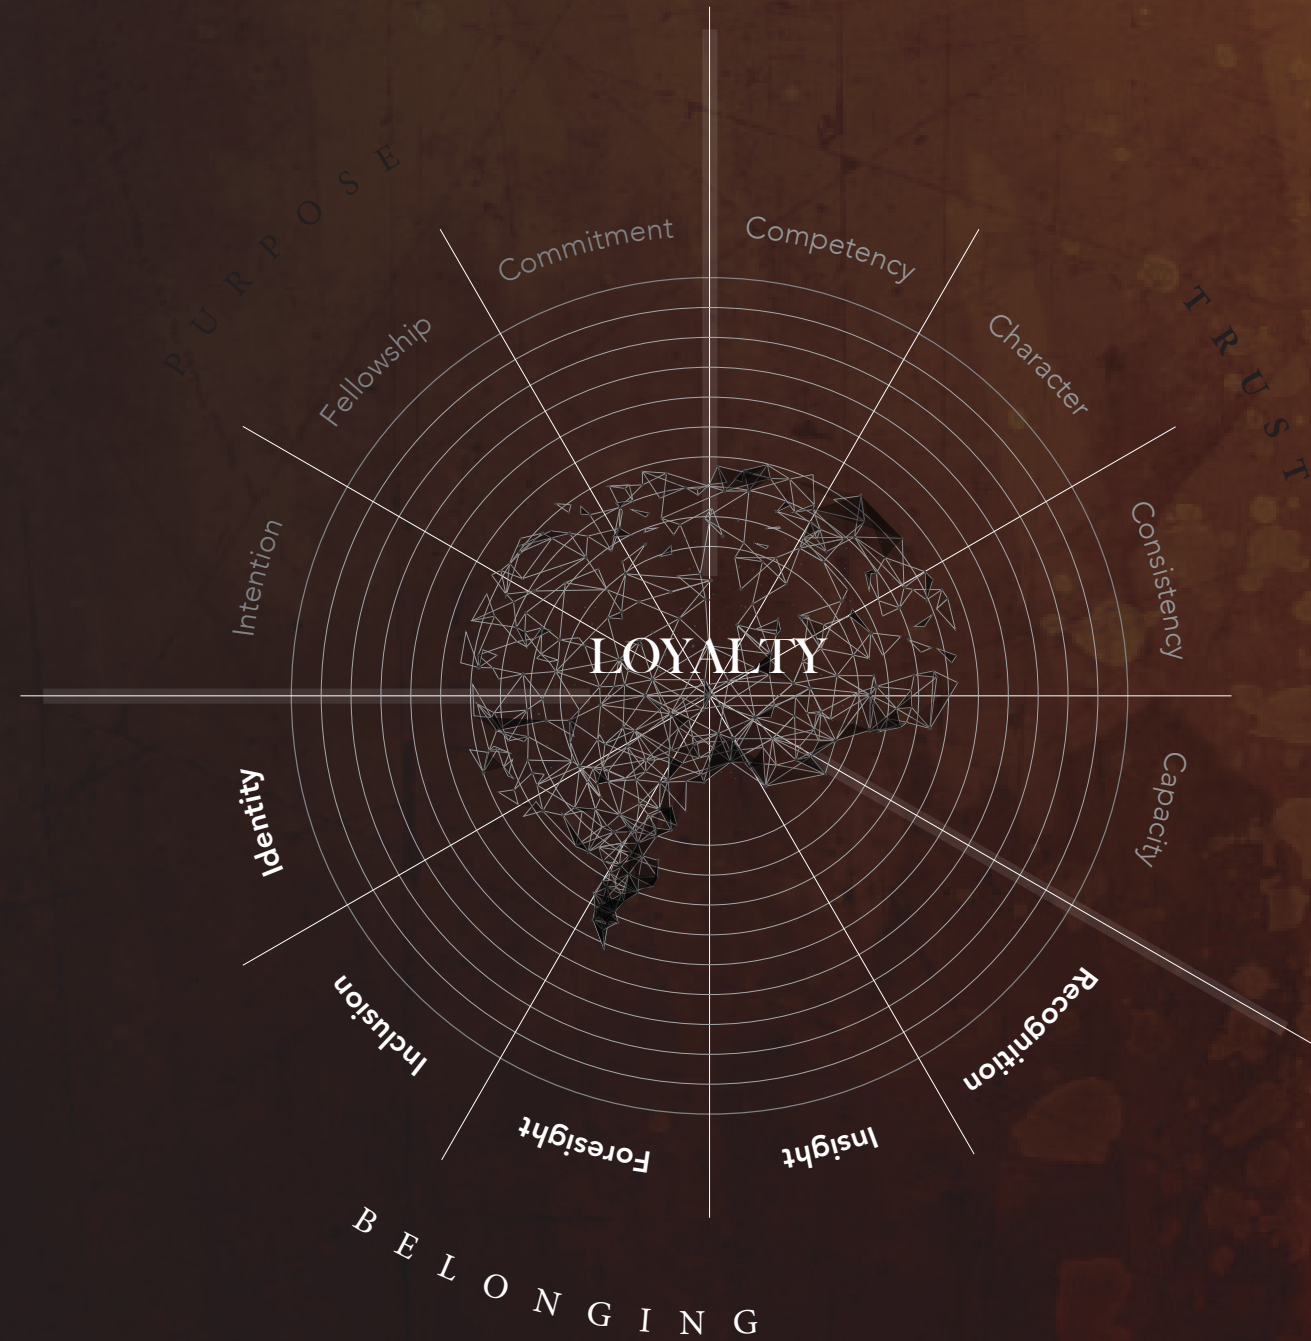 PURPOSE
TRUST
Commitment
Competency
Fellowship
Character
Intention
Consistency
LOYALTY
Identity
Capacity
Inclusion
Recognition
Foresight
Insight
BELONGING